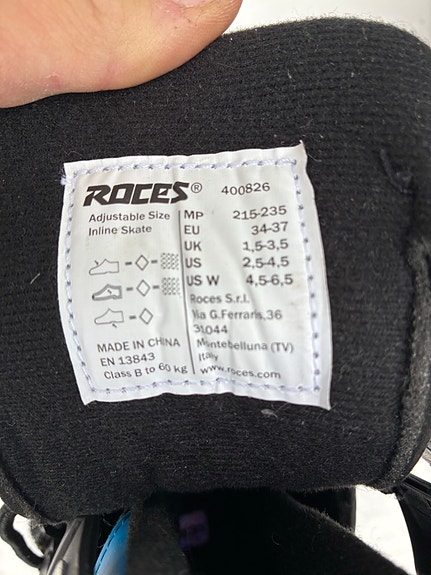 ROCES® 400826
Adjustable Size
Inline Skate
MP 215-235
EU 34-37
UK 1,5-3,5
US 2,5-4,5
US W 4,5-6,5
Roces S.r.l.
Via G.Ferraris,36
31044
Montebelluna (TV)
Italy
www.roces.com
MADE IN CHINA
EN 13843
Class B to 60 kg